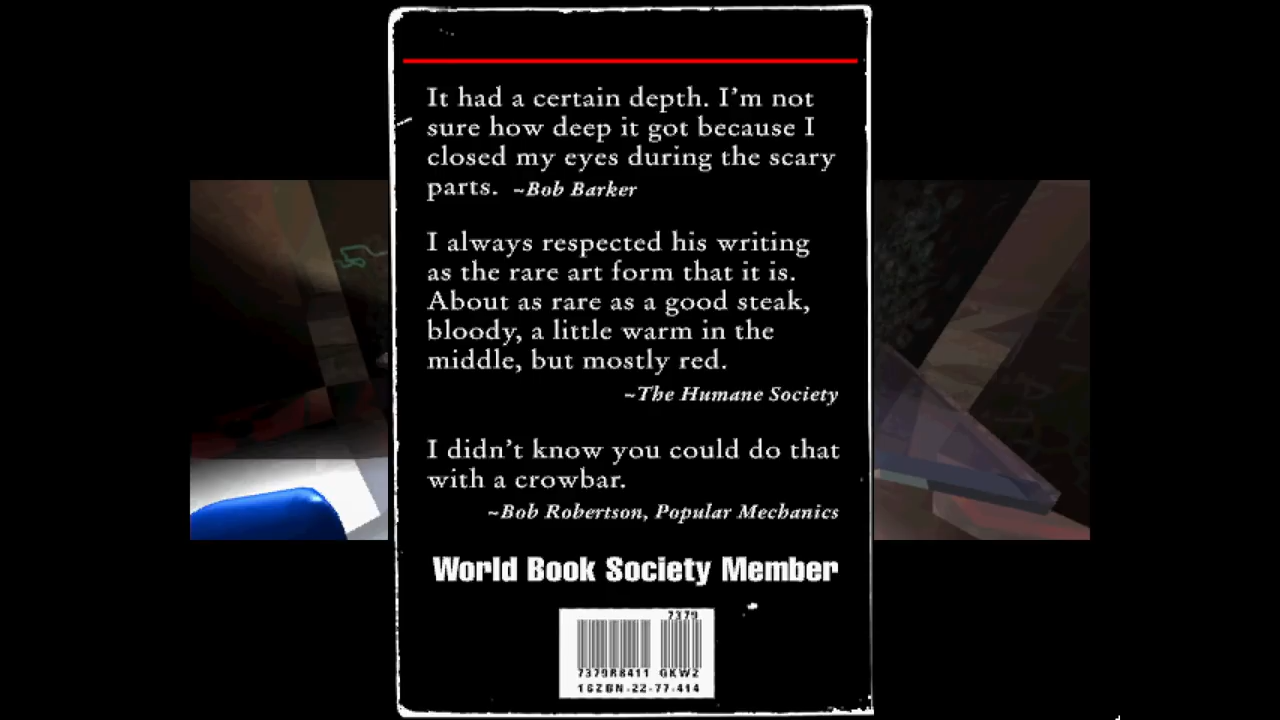 It had a certain depth. I'm not
sure how deep it got because I
closed my eyes during the scary
parts. ~Bob Barker
I always respected his writing
as the rare art form that it is.
About as rare as a good steak,
bloody, a little warm in the
middle, but mostly red.
~The Humane Society
I didn't know you could do that
with a crowbar.
~Bob Robertson, Popular Mechanics
World Book Society Member
7379
7379R8411 GKW2
16ZBN-22-77-414